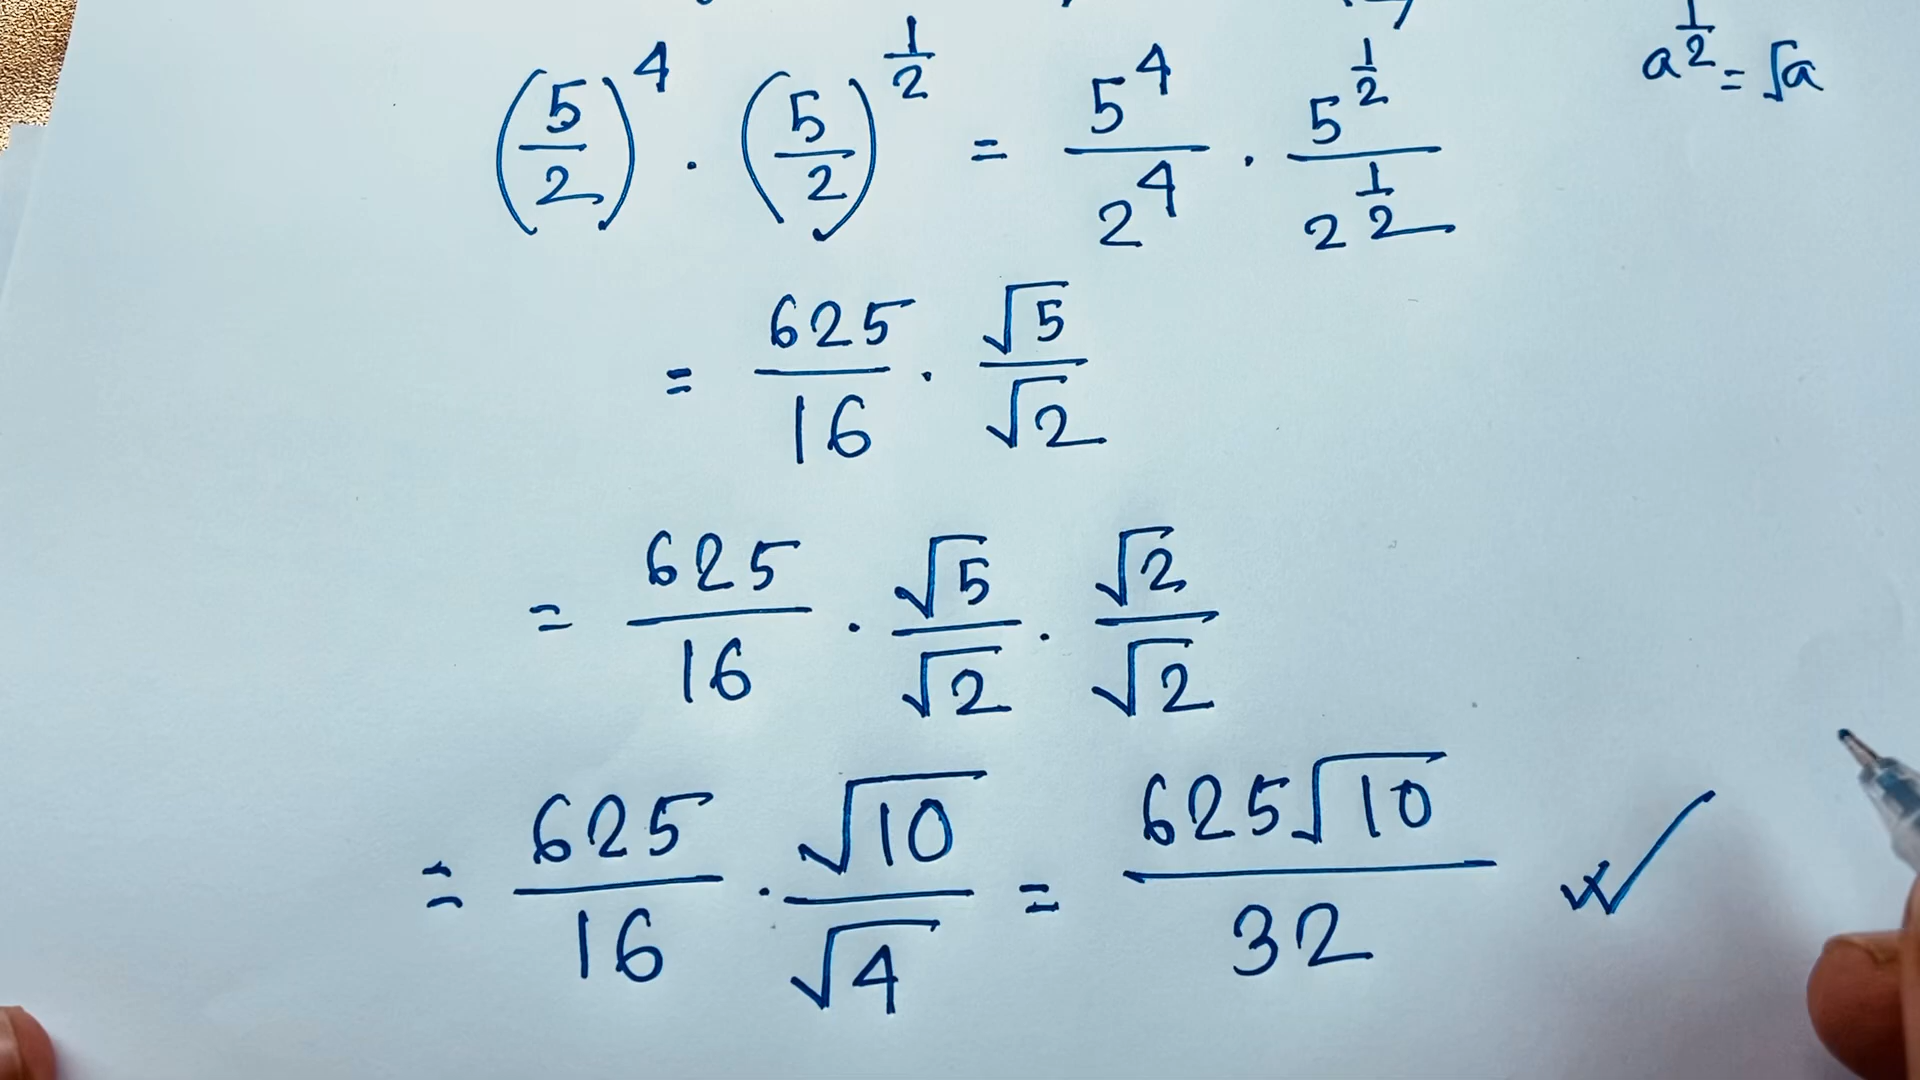 a^{1/2} = √a
(5/2)^4 · (5/2)^{1/2} = 5^4/2^4 · 5^{1/2}/2^{1/2}
= 625/16 · √5/√2
= 625/16 · √5/√2 · √2/√2
= 625/16 · √10/√4 = 625√10/32 ✓